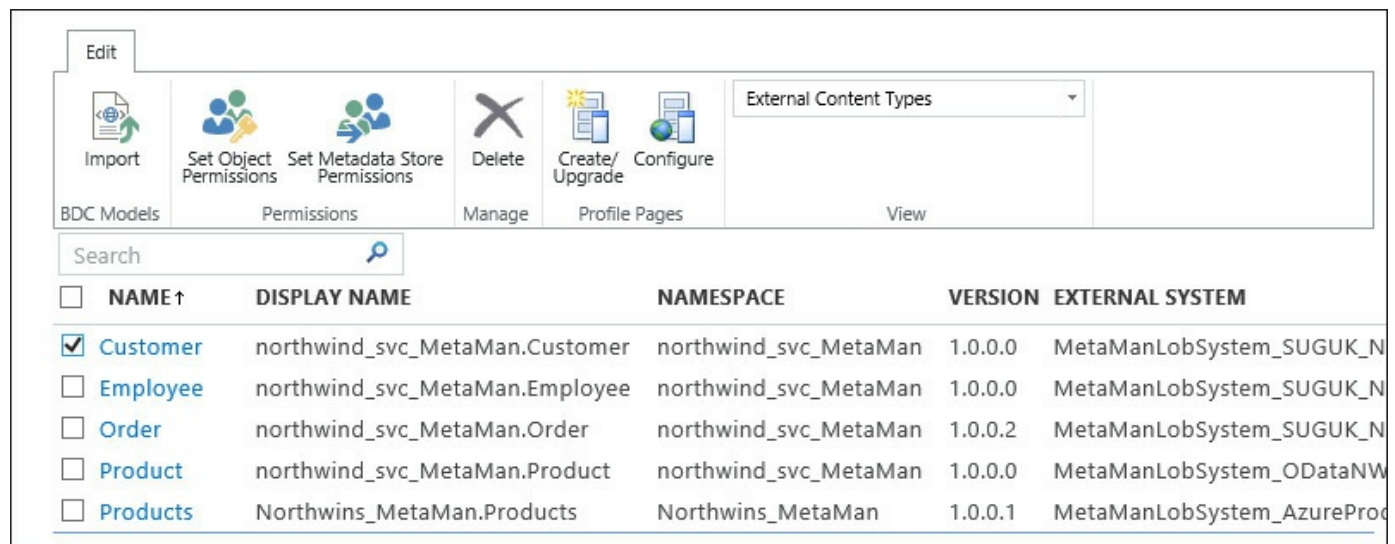 Edit
External Content Types
Import
Set Object Permissions
Set Metadata Store Permissions
Delete
Create/ Upgrade
Configure
BDC Models
Permissions
Manage
Profile Pages
View
Search
NAME↑ DISPLAY NAME NAMESPACE VERSION EXTERNAL SYSTEM
Customer northwind_svc_MetaMan.Customer northwind_svc_MetaMan 1.0.0.0 MetaManLobSystem_SUGUK_N
Employee northwind_svc_MetaMan.Employee northwind_svc_MetaMan 1.0.0.0 MetaManLobSystem_SUGUK_N
Order northwind_svc_MetaMan.Order northwind_svc_MetaMan 1.0.0.2 MetaManLobSystem_SUGUK_N
Product northwind_svc_MetaMan.Product northwind_svc_MetaMan 1.0.0.0 MetaManLobSystem_ODataNW
Products Northwins_MetaMan.Products Northwins_MetaMan 1.0.0.1 MetaManLobSystem_AzureProd